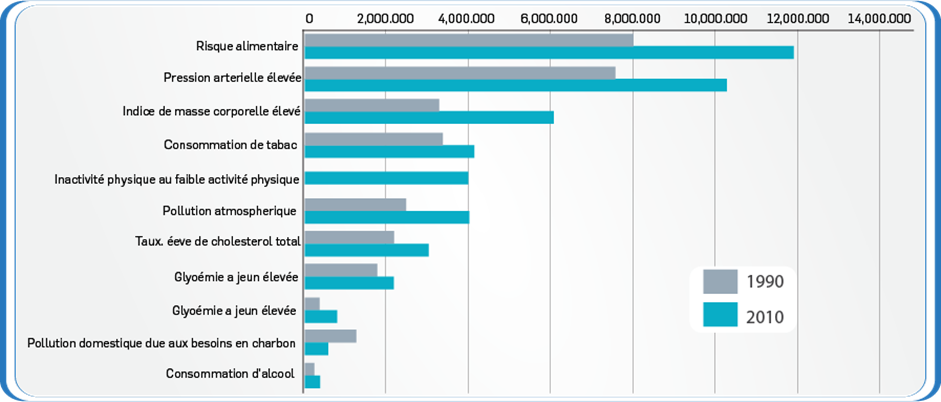 0 2,000.000 4,000.000 6,000.000 8,000.000 10,000.000 12,000.000 14,000.000
Risque alimentaire
Pression arterielle élevée
Indice de masse corporelle élevé
Consommation de tabac
Inactivité physique au faible activité physique
Pollution atmospherique
Taux. éeve de cholesterol total
Glyoémie a jeun élevée
Glyoémie a jeun élevée
Pollution domestique due aux besoins en charbon
Consommation d'alcool
1990
2010